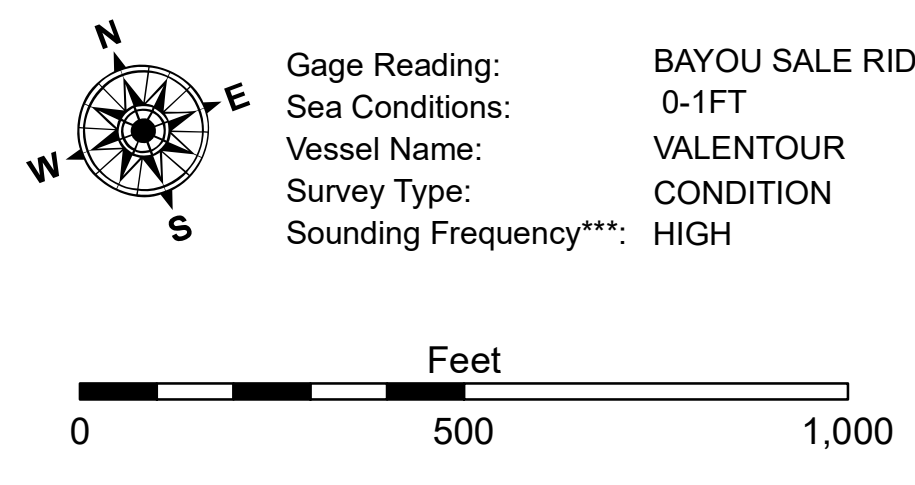 N
E
W
S
Gage Reading: BAYOU SALE RID
Sea Conditions: 0-1FT
Vessel Name: VALENTOUR
Survey Type: CONDITION
Sounding Frequency***: HIGH
Feet
0 500 1,000